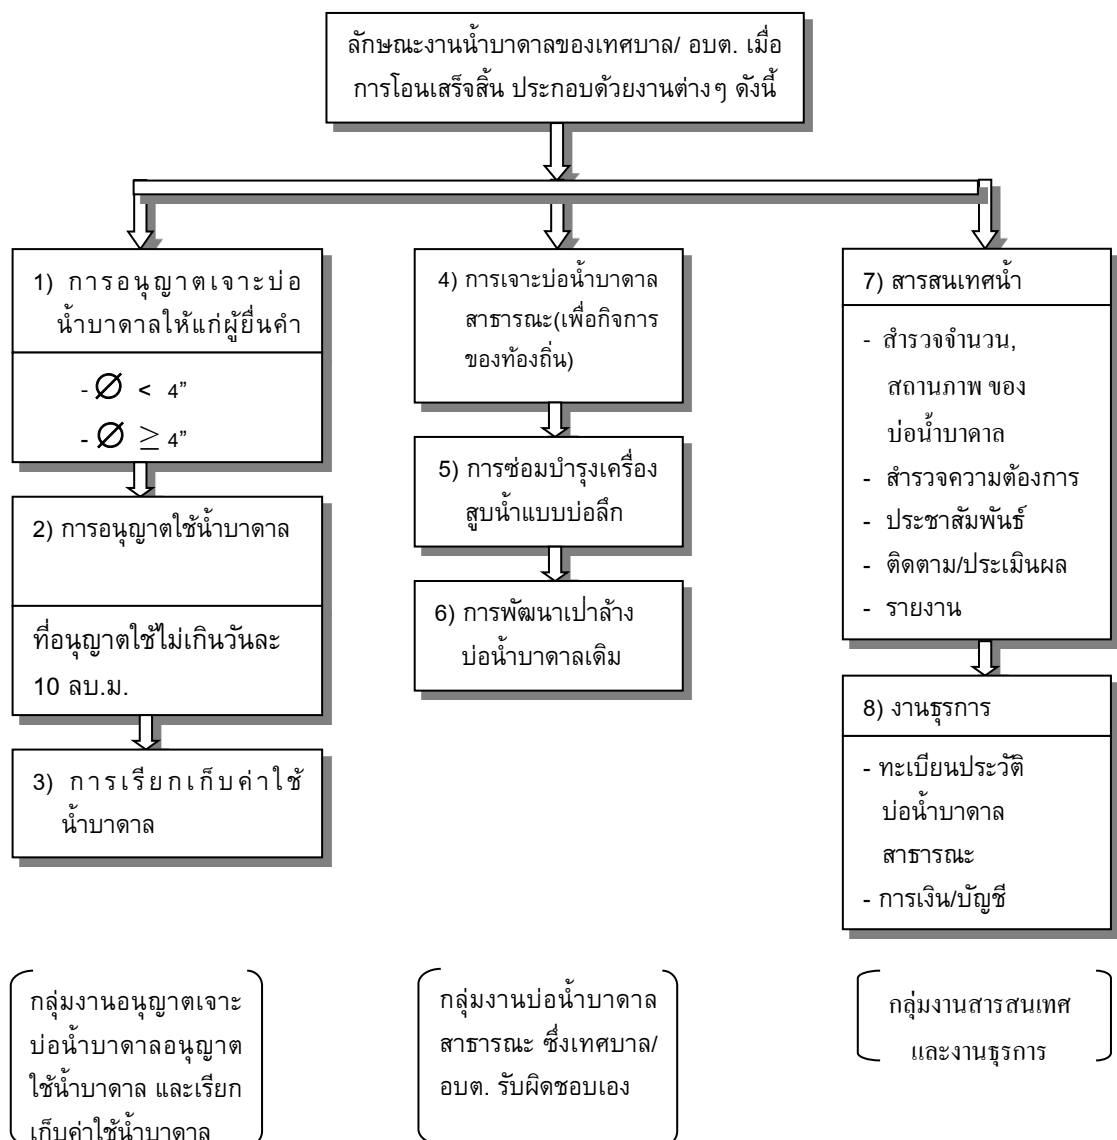 ลักษณะงานน้ำบาดาลของเทศบาล/ อบต. เมื่อ
การโอนเสร็จสิ้น ประกอบด้วยงานต่างๆ ดังนี้
1) การอนุญาตเจาะบ่อ
น้ำบาดาลให้แก่ผู้ยื่นคำ
- ∅ < 4”
- ∅ ≥ 4”
2) การอนุญาตใช้น้ำบาดาล
ที่อนุญาตใช้ไม่เกินวันละ
10 ลบ.ม.
3) การเรียกเก็บค่าใช้
น้ำบาดาล
4) การเจาะบ่อน้ำบาดาล
สาธารณะ(เพื่อกิจการ
ของท้องถิ่น)
5) การซ่อมบำรุงเครื่อง
สูบน้ำแบบบ่อลึก
6) การพัฒนาเป่าล้าง
บ่อน้ำบาดาลเดิม
7) สารสนเทศน้ำ
- สำรวจจำนวน,
สถานภาพ ของ
บ่อน้ำบาดาล
- สำรวจความต้องการ
- ประชาสัมพันธ์
- ติดตาม/ประเมินผล
- รายงาน
8) งานธุรการ
- ทะเบียนประวัติ
บ่อน้ำบาดาล
สาธารณะ
- การเงิน/บัญชี
กลุ่มงานอนุญาตเจาะ
บ่อน้ำบาดาลอนุญาต
ใช้น้ำบาดาล และเรียก
เก็บค่าใช้น้ำบาดาล
กลุ่มงานบ่อน้ำบาดาล
สาธารณะ ซึ่งเทศบาล/
อบต. รับผิดชอบเอง
กลุ่มงานสารสนเทศ
และงานธุรการ